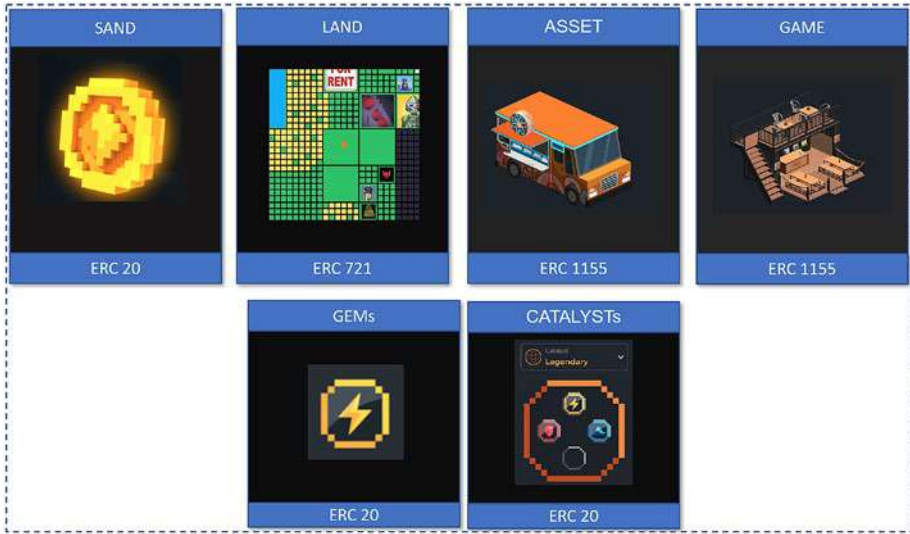 SAND
LAND
ASSET
GAME
FOR
RENT
ERC 20
ERC 721
ERC 1155
ERC 1155
GEMs
CATALYSTs
Catalyst
Legendary
ERC 20
ERC 20